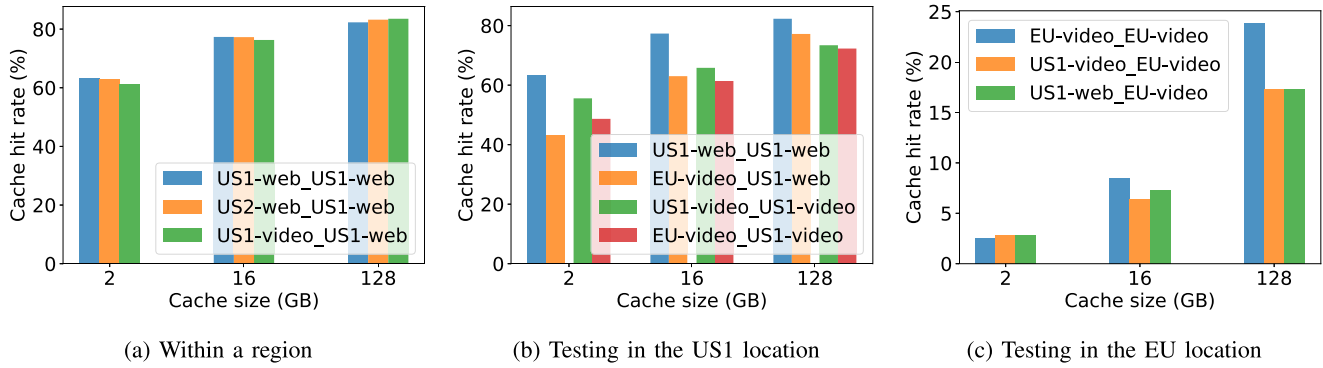 Cache hit rate (%)
80
60
40
20
0
US1-web_US1-web
US2-web_US1-web
US1-video_US1-web
2 16 128
Cache size (GB)
(a) Within a region
Cache hit rate (%)
80
60
40
20
0
US1-web_US1-web
EU-video_US1-web
US1-video_US1-video
EU-video_US1-video
2 16 128
Cache size (GB)
(b) Testing in the US1 location
Cache hit rate (%)
25
20
15
10
5
0
EU-video_EU-video
US1-video_EU-video
US1-web_EU-video
2 16 128
Cache size (GB)
(c) Testing in the EU location